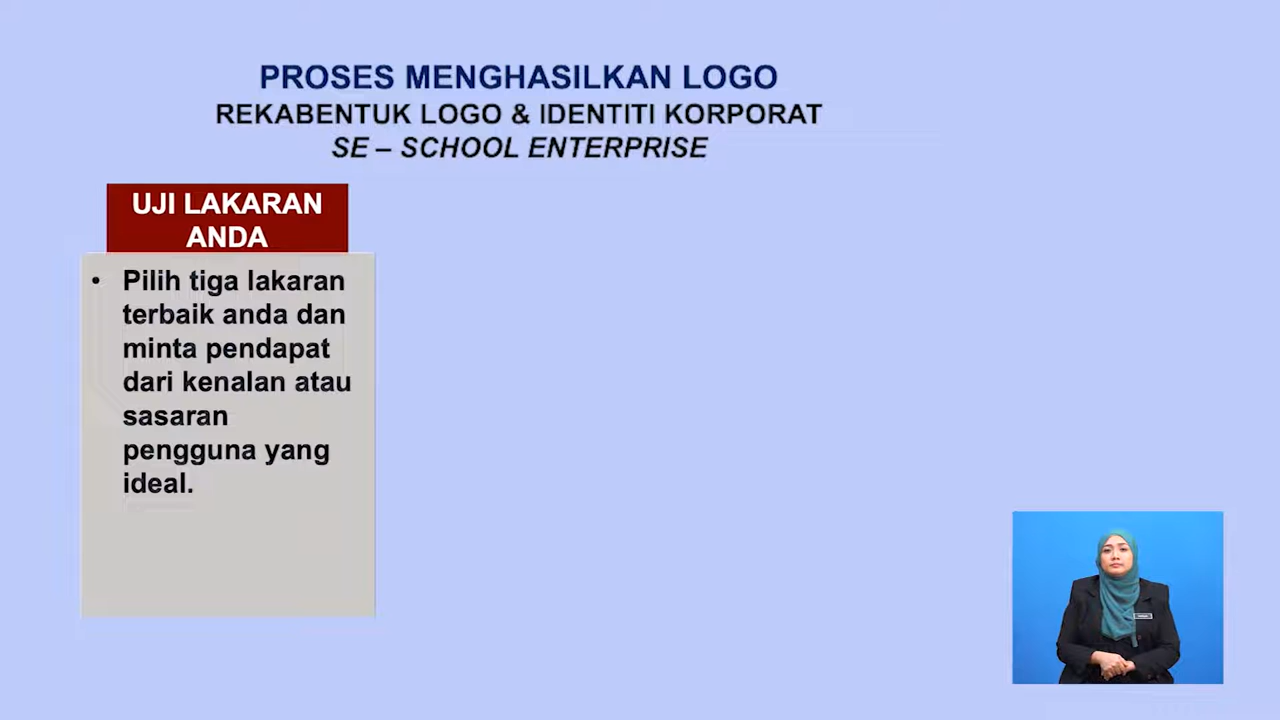 PROSES MENGHASILKAN LOGO
REKABENTUK LOGO & IDENTITI KORPORAT
SE – SCHOOL ENTERPRISE
UJI LAKARAN
ANDA
• Pilih tiga lakaran
terbaik anda dan
minta pendapat
dari kenalan atau
sasaran
pengguna yang
ideal.